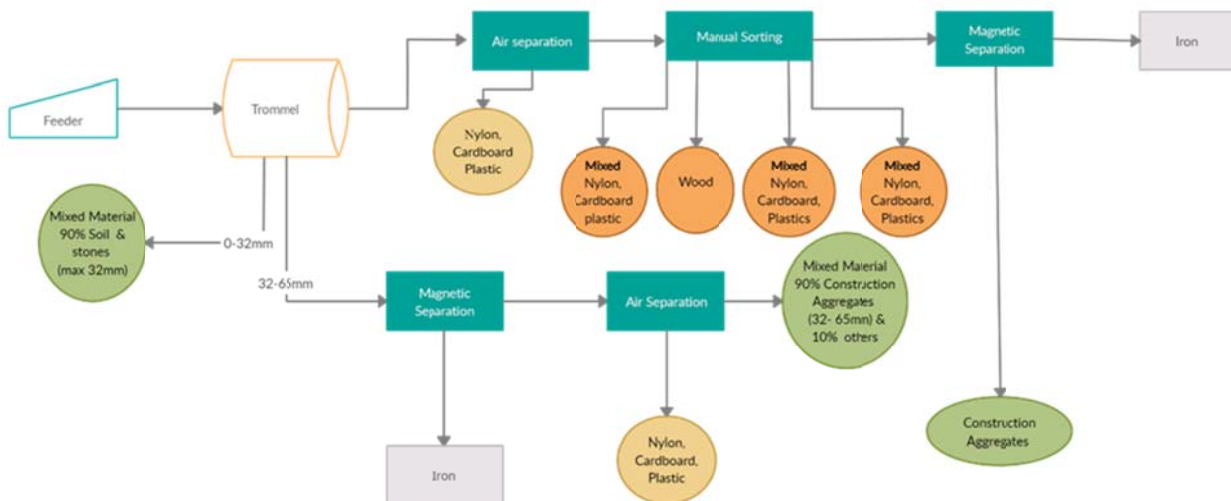 Feeder
Trommel
Air separation
Manual Sorting
Magnetic
Separation
Iron
Nylon,
Cardboard
Plastic
Mixed
Nylon,
Cardboard
plastic
Wood
Mixed
Nylon,
Cardboard,
Plastics
Mixed
Nylon,
Cardboard,
Plastics
Mixed Material
90% Soil &
stones
(max 32mm)
0-32mm
32-65mm
Magnetic
Separation
Air Separation
Mixed Material
90% Construction
Aggregates
(32- 65mn) &
10% others
Iron
Nylon,
Cardboard,
Plastic
Construction
Aggregates